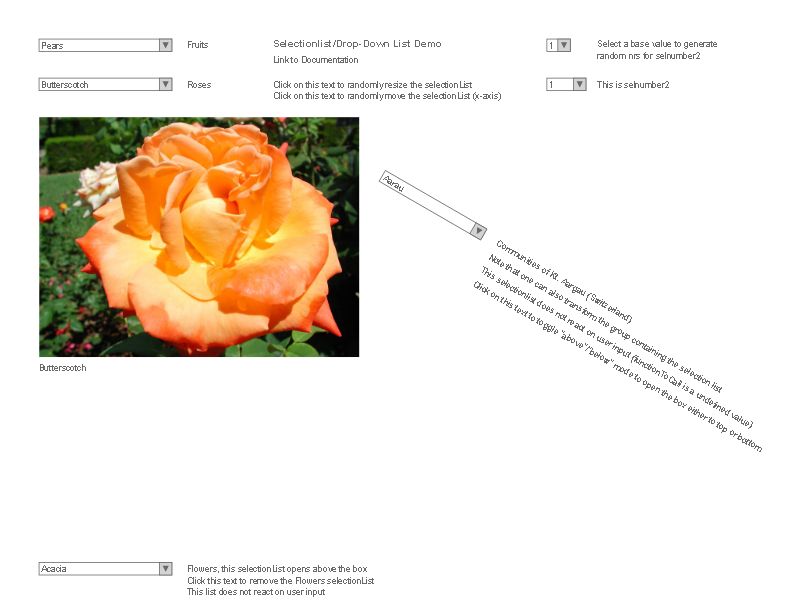 Pears
Fruits
Selectionlist/Drop-Down List Demo
Link to Documentation
1
Select a base value to generate
random nrs for selnumber2
Butterscotch
Roses
Click on this text to randomly resize the selectionList
Click on this text to randomly move the selectionList (x-axis)
1
This is selnumber2
Aarau
Communities of Kt. Aargau (Switzerland)
Note that one can also transform the group containing the selection list
This selectionlist does not react on user input (functionToCall is a undefined value)
Click on this text to toggle "above"/"below" mode to open the box either to top or bottom
Butterscotch
Acacia
Flowers, this selectionList opens above the box
Click this text to remove the Flowers selectionList
This list does not react on user input